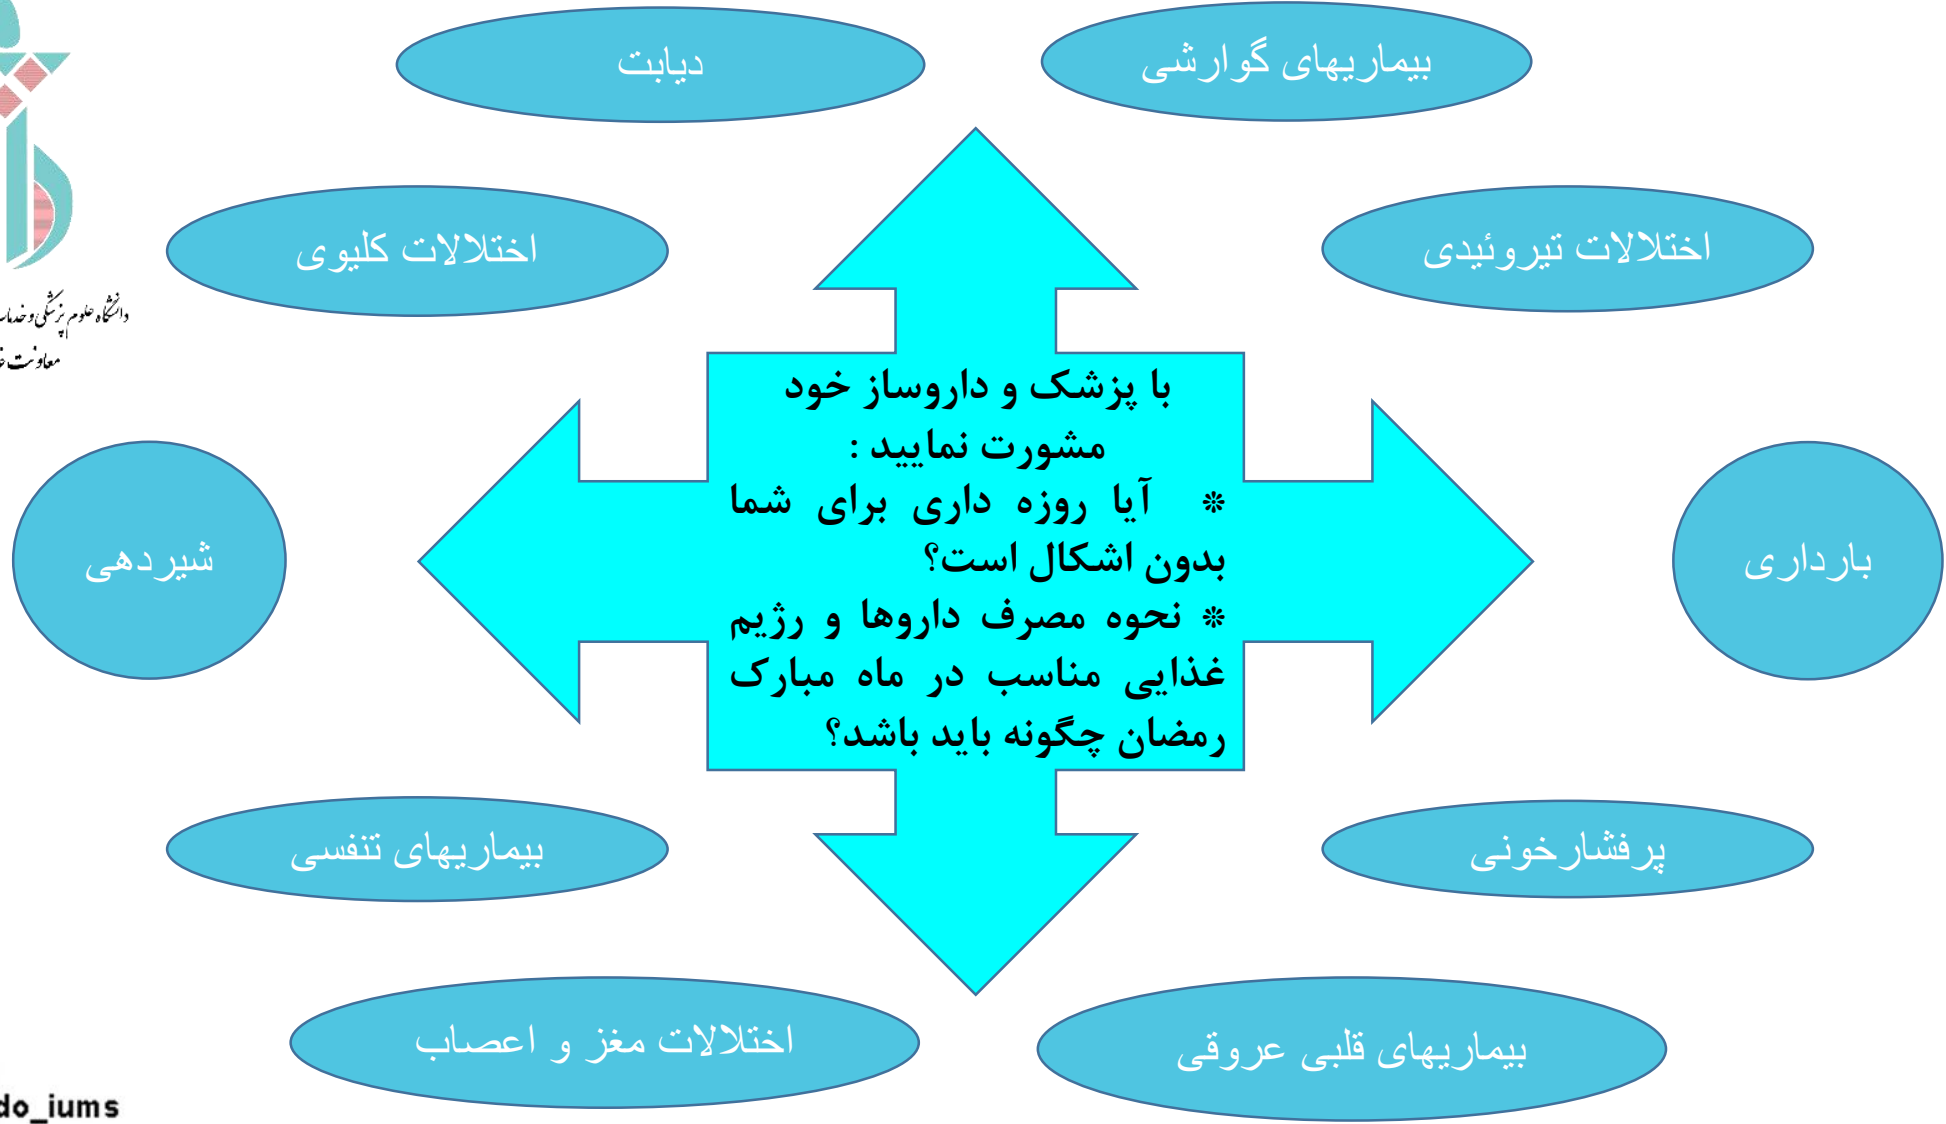 بیماریهای گوارشی
دیابت
اختلالات تیروئیدی
اختلالات کلیوی
دانشگاه علوم پزشکی و خدمات
معاونت
با پزشک و داروساز خود
مشورت نمایید :
* آیا روزه داری برای شما
بدون اشکال است؟
* نحوه مصرف داروها و رژیم
غذایی مناسب در ماه مبارک
رمضان چگونه باید باشد؟
بارداری
شیردهی
پرفشارخونی
بیماریهای تنفسی
بیماریهای قلبی عروقی
اختلالات مغز و اعصاب
do_iums